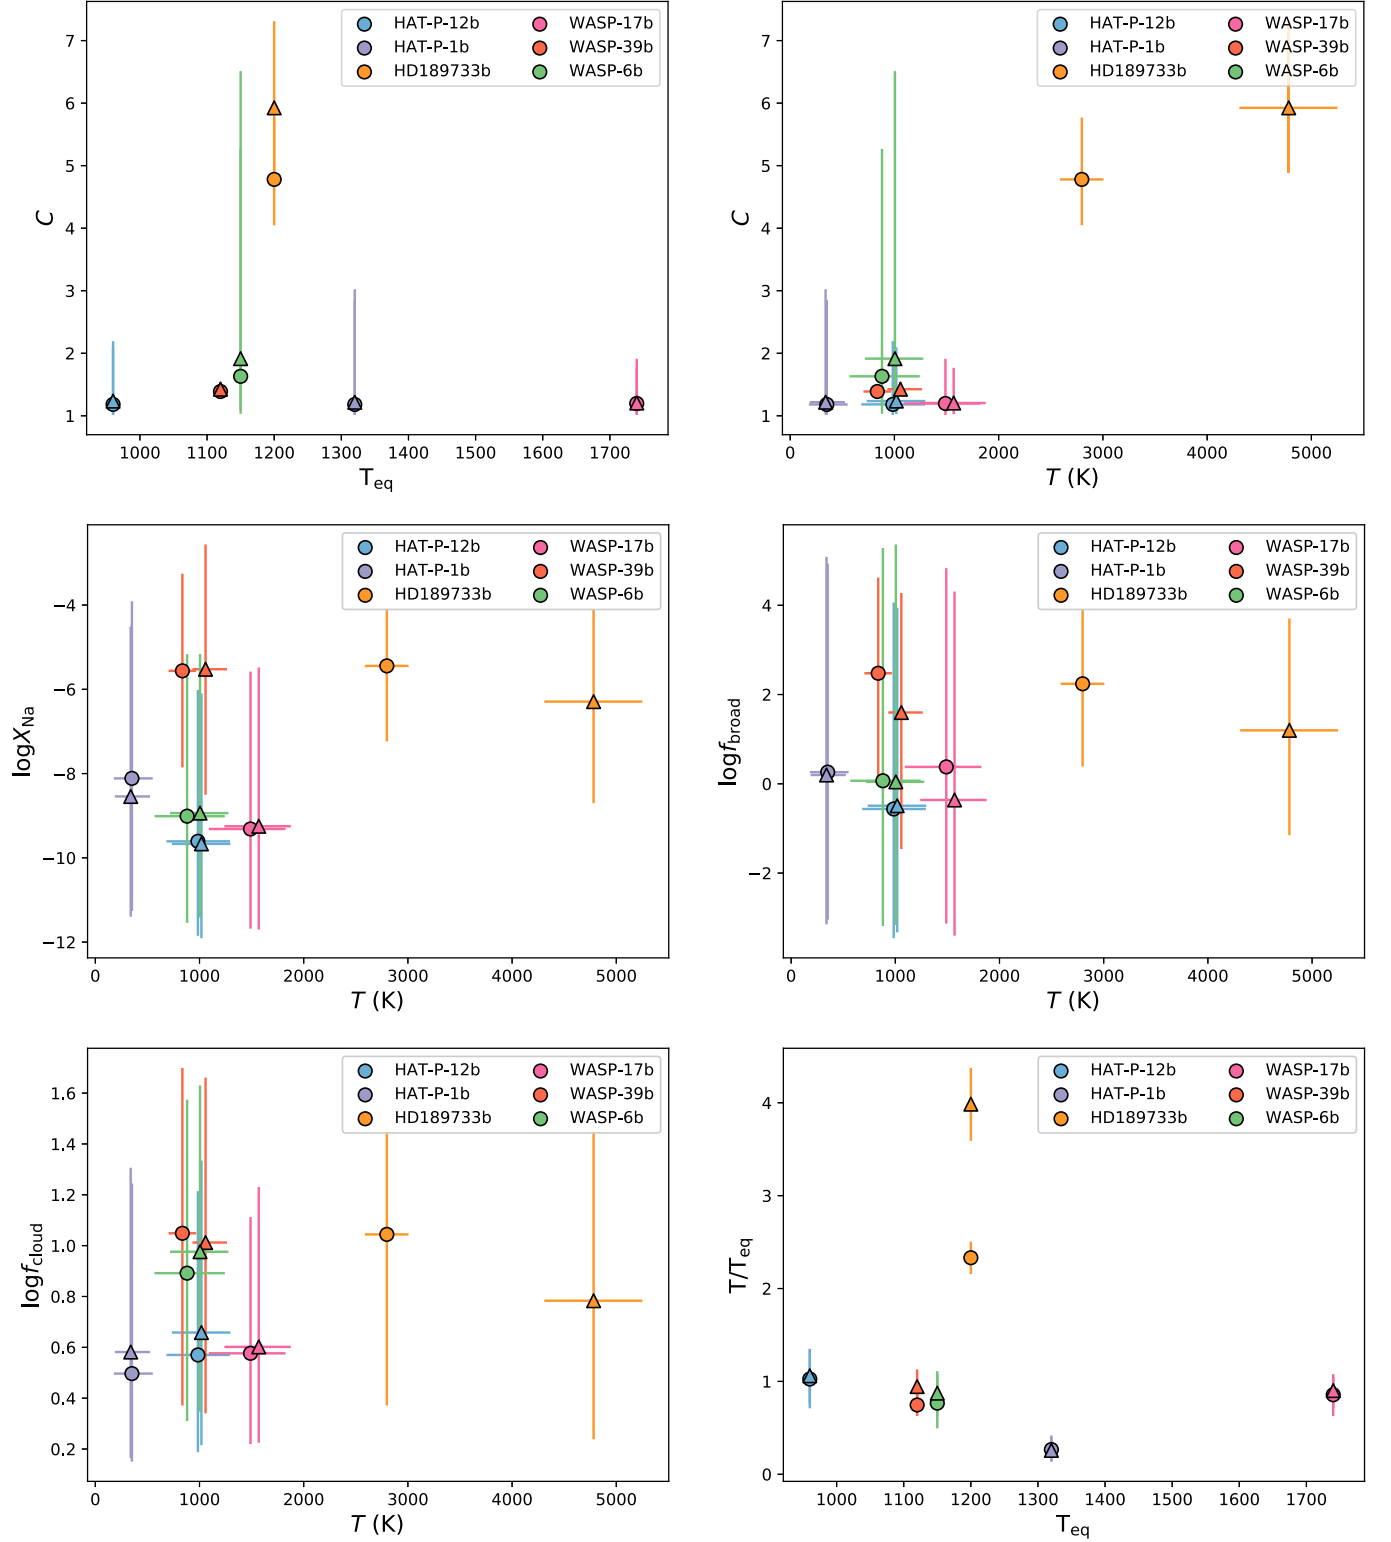 HAT-P-12b WASP-17b
HAT-P-1b WASP-39b
HD189733b WASP-6b
7
6
5
4
3
2
1
C
1000 1100 1200 1300 1400 1500 1600 1700
T_eq
HAT-P-12b WASP-17b
HAT-P-1b WASP-39b
HD189733b WASP-6b
7
6
5
4
3
2
1
C
0 1000 2000 3000 4000 5000
T (K)
HAT-P-12b WASP-17b
HAT-P-1b WASP-39b
HD189733b WASP-6b
−4
−6
−8
−10
−12
logX_Na
0 1000 2000 3000 4000 5000
T (K)
HAT-P-12b WASP-17b
HAT-P-1b WASP-39b
HD189733b WASP-6b
4
2
0
−2
logf_broad
0 1000 2000 3000 4000 5000
T (K)
HAT-P-12b WASP-17b
HAT-P-1b WASP-39b
HD189733b WASP-6b
1.6
1.4
1.2
1.0
0.8
0.6
0.4
0.2
logf_cloud
0 1000 2000 3000 4000 5000
T (K)
HAT-P-12b WASP-17b
HAT-P-1b WASP-39b
HD189733b WASP-6b
4
3
2
1
0
T/T_eq
1000 1100 1200 1300 1400 1500 1600 1700
T_eq